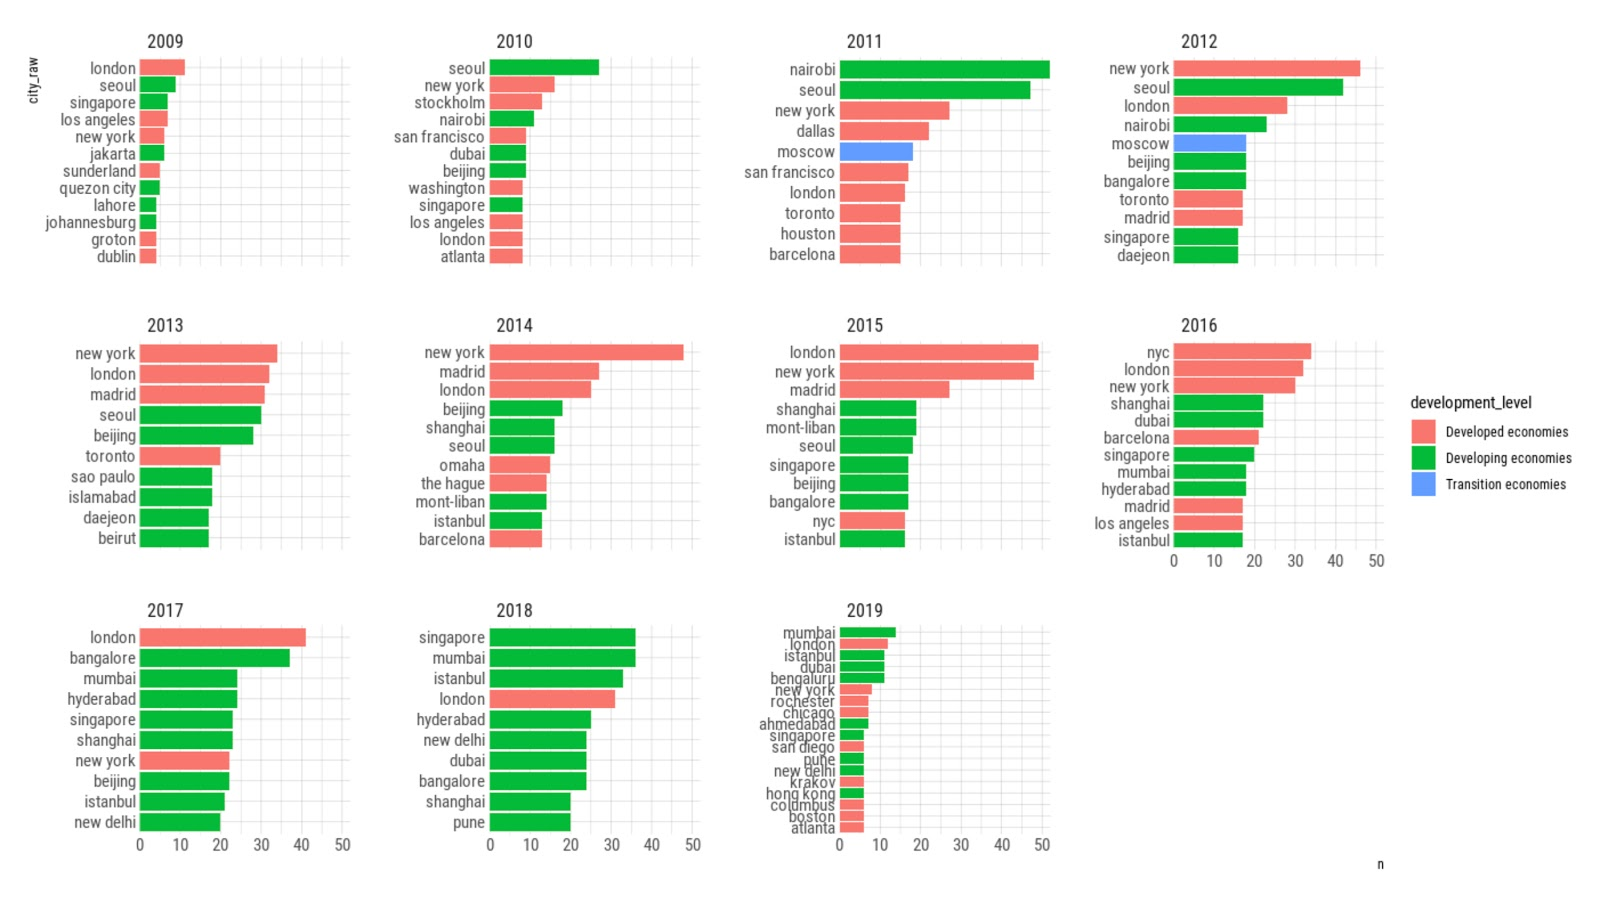 city_raw
2009
london
seoul
singapore
los angeles
new york
jakarta
sunderland
quezon city
lahore
johannesburg
groton
dublin
2010
seoul
new york
stockholm
nairobi
san francisco
dubai
beijing
washington
singapore
los angeles
london
atlanta
2011
nairobi
seoul
new york
dallas
moscow
san francisco
london
toronto
houston
barcelona
2012
new york
seoul
london
nairobi
moscow
beijing
bangalore
toronto
madrid
singapore
daejeon
2013
new york
london
madrid
seoul
beijing
toronto
sao paulo
islamabad
daejeon
beirut
2014
new york
madrid
london
beijing
shanghai
seoul
omaha
the hague
mont-liban
istanbul
barcelona
2015
london
new york
madrid
shanghai
mont-liban
seoul
singapore
beijing
bangalore
nyc
istanbul
2016
nyc
london
new york
shanghai
dubai
barcelona
singapore
mumbai
hyderabad
madrid
los angeles
istanbul
0 10 20 30 40 50
development_level
Developed economies
Developing economies
Transition economies
2017
london
bangalore
mumbai
hyderabad
singapore
shanghai
new york
beijing
istanbul
new delhi
0 10 20 30 40 50
2018
singapore
mumbai
istanbul
london
hyderabad
new delhi
dubai
bangalore
shanghai
pune
0 10 20 30 40 50
2019
mumbai
london
istanbul
dubai
bengaluru
new york
rochester
chicago
ahmedabad
singapore
san diego
pune
new delhi
krakov
hong kong
columbus
boston
atlanta
0 10 20 30 40 50
n